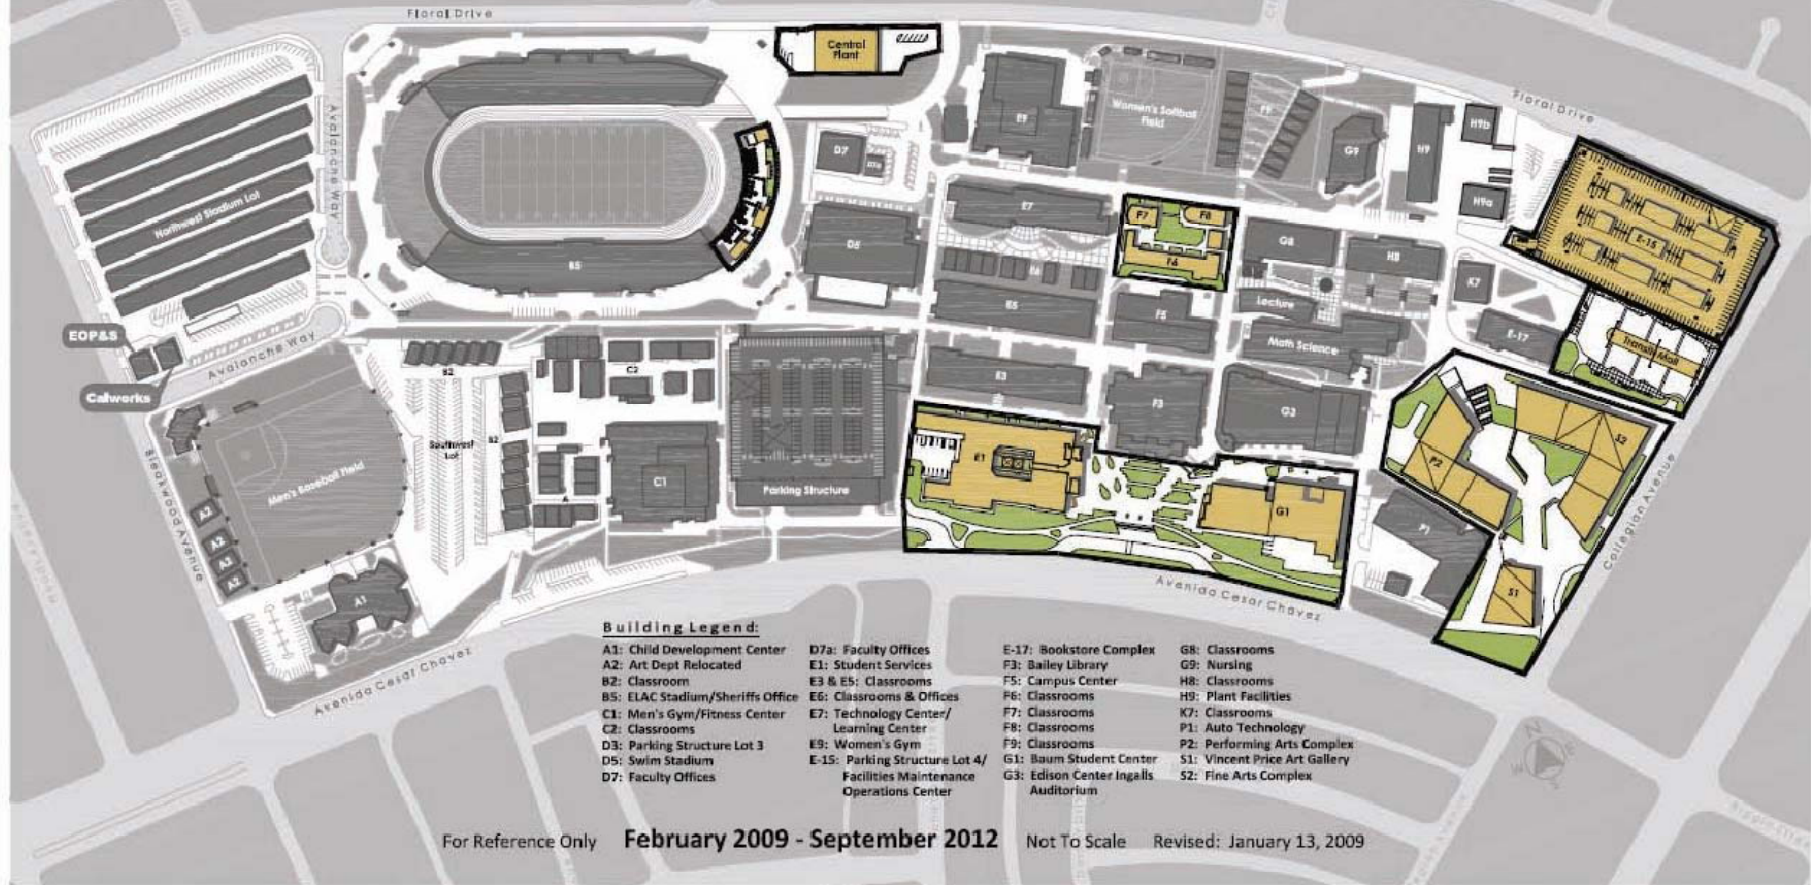 Floral Drive
Central
Plant
Floral Drive
Avalanche Way
Northwest Stadium Lot
B5
D7
D7a
D5
E9
Women's Softball
Field
F9
G9
H9
H9b
H9a
E7
E6
E5
F7
F8
F6
F5
G8
H8
K7
Lecture
Math Science
E-15
E-17
Transit Mall
EOP&S
Calworks
Avalanche Way
B2
B2
C2
E3
F3
Southwest
Lot
Men's Baseball Field
Bleakwood Avenue
A2
A2
A2
A2
A1
A
C1
Parking Structure
E1
G1
P1
P2
S2
S1
Collegian Avenue
Avenida Cesar Chavez
Avenida Cesar Chavez
Building Legend:
A1: Child Development Center
A2: Art Dept Relocated
B2: Classroom
B5: ELAC Stadium/Sheriffs Office
C1: Men's Gym/Fitness Center
C2: Classrooms
D3: Parking Structure Lot 3
D5: Swim Stadium
D7: Faculty Offices
D7a: Faculty Offices
E1: Student Services
E3 & E5: Classrooms
E6: Classrooms & Offices
E7: Technology Center/
Learning Center
E9: Women's Gym
E-15: Parking Structure Lot 4/
Facilities Maintenance
Operations Center
E-17: Bookstore Complex
F3: Bailey Library
F5: Campus Center
F6: Classrooms
F7: Classrooms
F8: Classrooms
F9: Classrooms
G1: Baum Student Center
G3: Edison Center Ingalls
Auditorium
G8: Classrooms
G9: Nursing
H8: Classrooms
H9: Plant Facilities
K7: Classrooms
P1: Auto Technology
P2: Performing Arts Complex
S1: Vincent Price Art Gallery
S2: Fine Arts Complex
N
E
S
W
For Reference Only February 2009 - September 2012 Not To Scale Revised: January 13, 2009